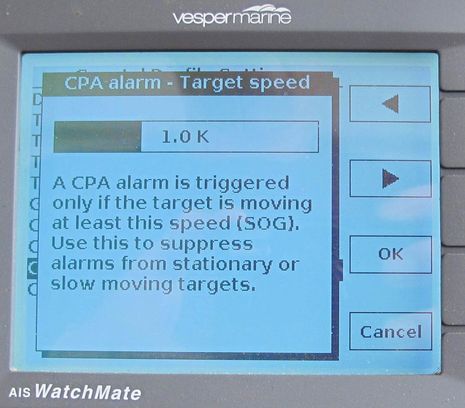 vespermarine
CPA alarm - Target speed
1.0 K
A CPA alarm is triggered
only if the target is moving
at least this speed (SOG).
Use this to suppress
alarms from stationary or
slow moving targets.
OK
Cancel
AIS WatchMate